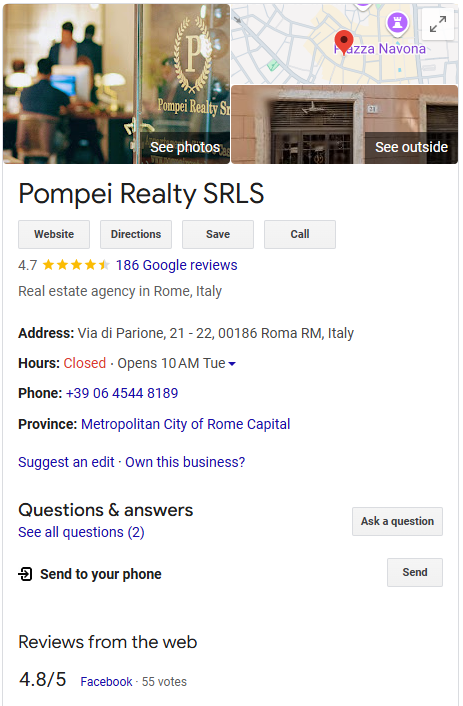 P
Pompei Realty Sr
See photos
Piazza Navona
21
See outside
Pompei Realty SRLS
Website
Directions
Save
Call
4.7 186 Google reviews
Real estate agency in Rome, Italy
Address: Via di Parione, 21 - 22, 00186 Roma RM, Italy
Hours: Closed · Opens 10 AM Tue
Phone: +39 06 4544 8189
Province: Metropolitan City of Rome Capital
Suggest an edit · Own this business?
Questions & answers
See all questions (2)
Ask a question
Send to your phone
Send
Reviews from the web
4.8/5 Facebook · 55 votes